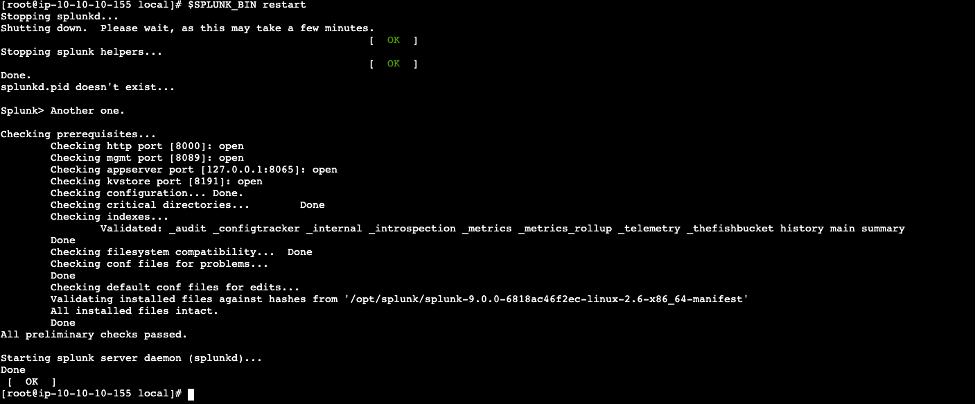 [root@ip-10-10-10-155 local]# $SPLUNK_BIN restart
Stopping splunkd...
Shutting down.  Please wait, as this may take a few minutes.
[  OK  ]
Stopping splunk helpers...
[  OK  ]
Done.
splunkd.pid doesn't exist...
Splunk> Another one.
Checking prerequisites...
Checking http port [8000]: open
Checking mgmt port [8089]: open
Checking appserver port [127.0.0.1:8065]: open
Checking kvstore port [8191]: open
Checking configuration... Done.
Checking critical directories...        Done
Checking indexes...
Validated: _audit _configtracker _internal _introspection _metrics _metrics_rollup _telemetry _thefishbucket history main summary
Done
Checking filesystem compatibility...  Done
Checking conf files for problems...
Done
Checking default conf files for edits...
Validating installed files against hashes from '/opt/splunk/splunk-9.0.0-6818ac46f2ec-linux-2.6-x86_64-manifest'
All installed files intact.
Done
All preliminary checks passed.
Starting splunk server daemon (splunkd)...
Done
[  OK  ]
[root@ip-10-10-10-155 local]#